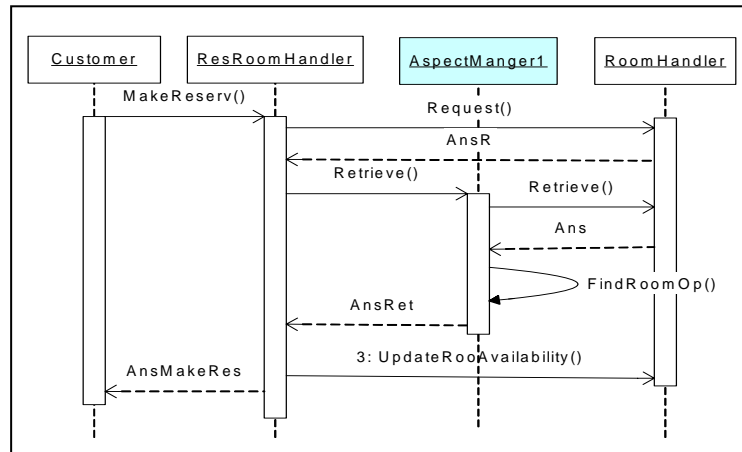 Customer
ResRoomHandler
AspectManger1
RoomHandler
MakeReserv()
Request()
AnsR
Retrieve()
Retrieve()
Ans
FindRoomOp()
AnsRet
3: UpdateRooAvailability()
AnsMakeRes